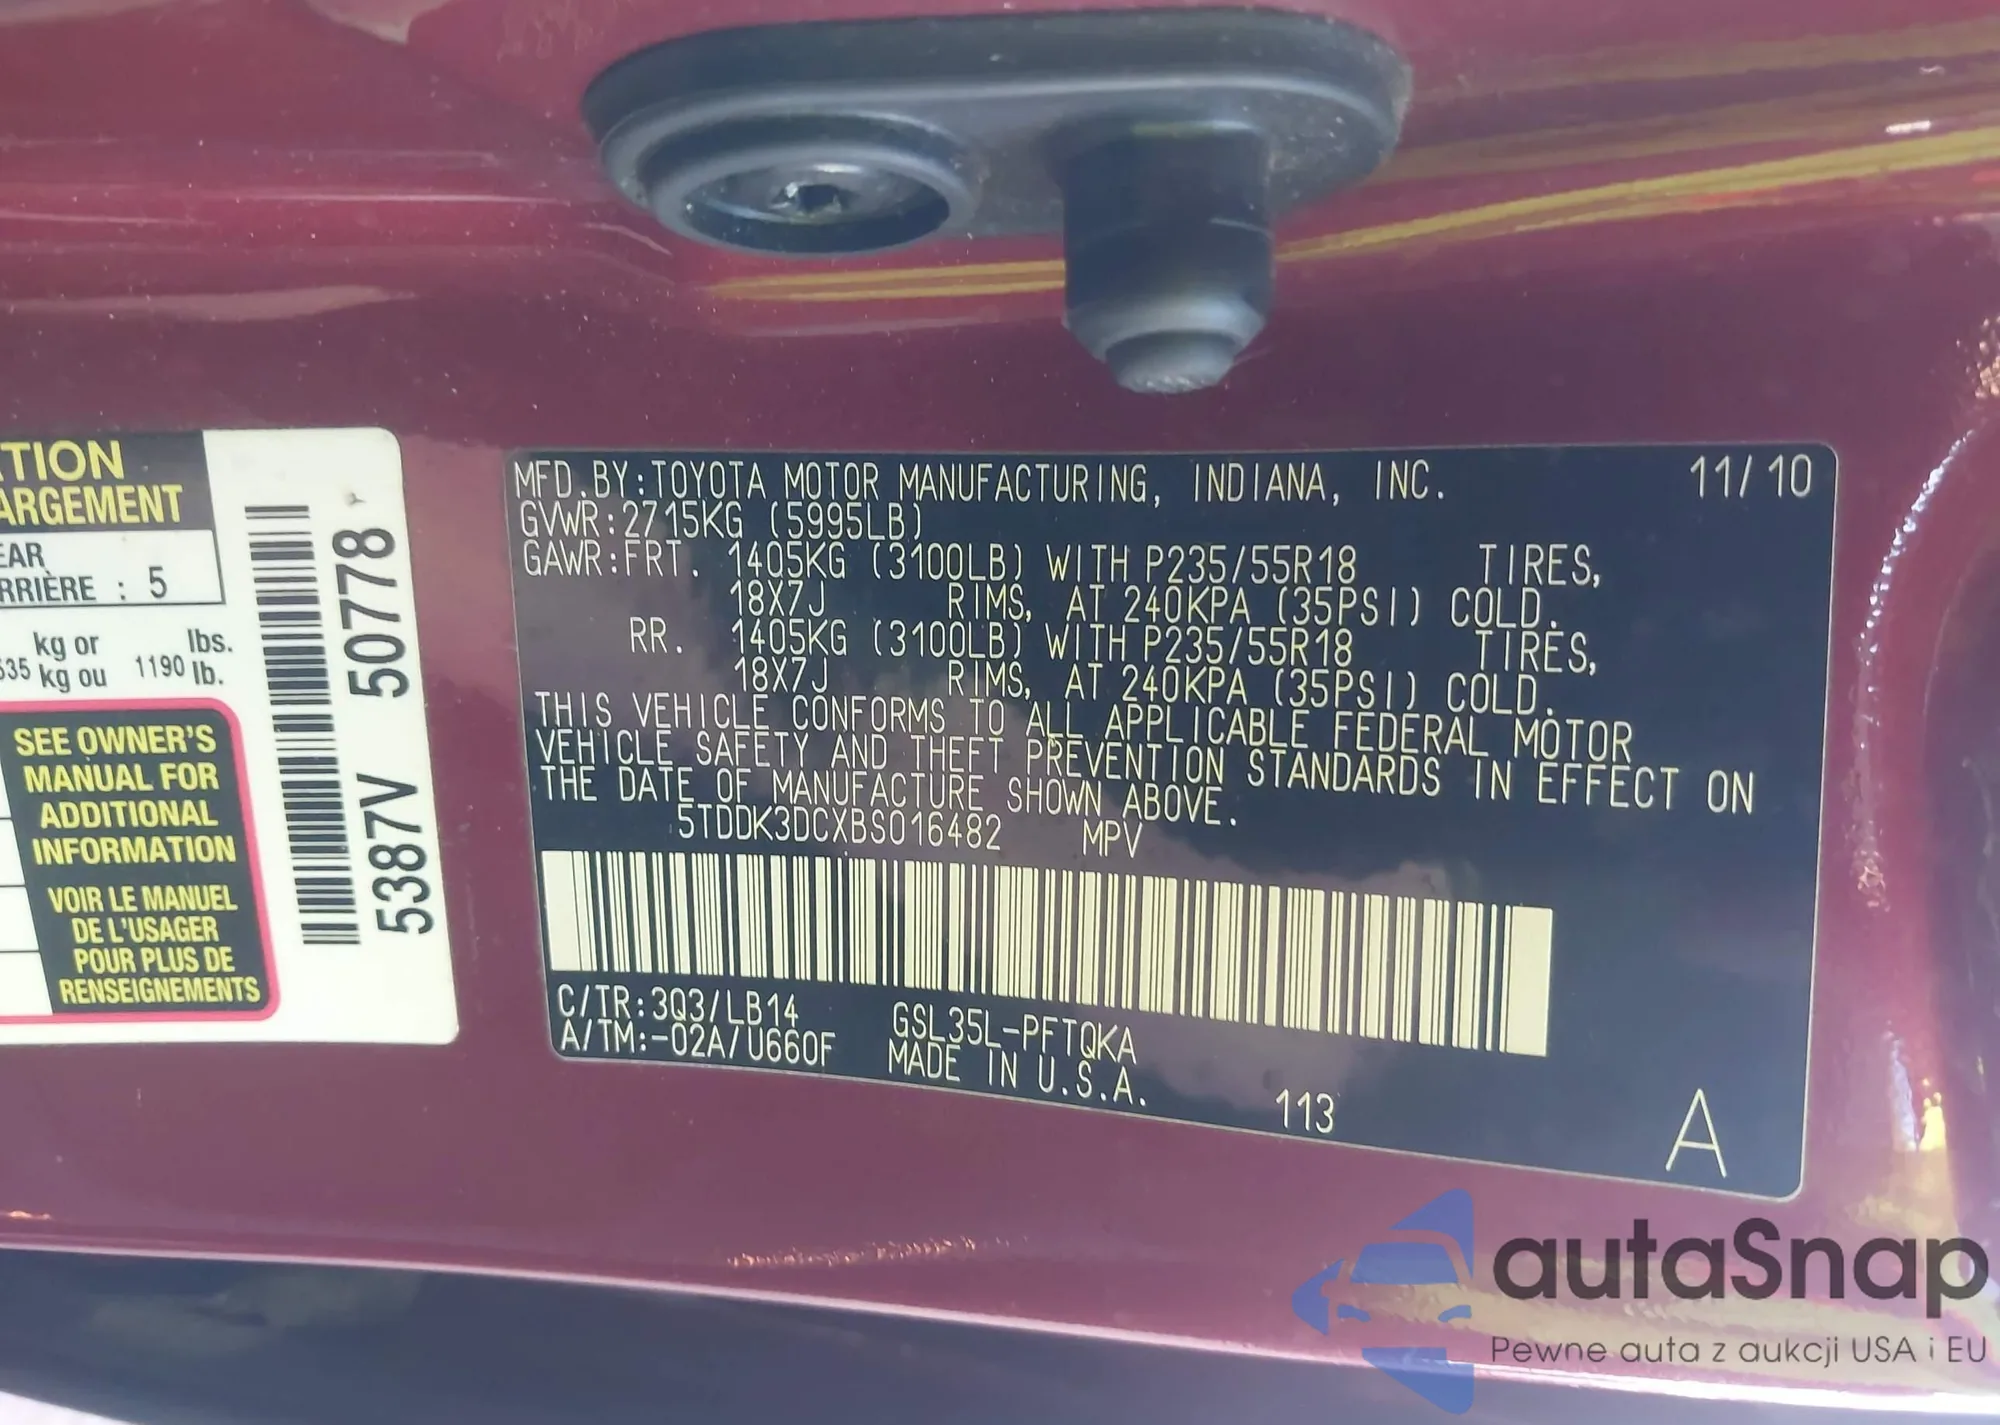 TION
ARGEMENT
EAR
RRIÈRE : 5
kg or lbs.
635 kg ou 1190 lb.
SEE OWNER'S
MANUAL FOR
ADDITIONAL
INFORMATION
VOIR LE MANUEL
DE L'USAGER
POUR PLUS DE
RENSEIGNEMENTS
5387V 50778
MFD.BY:TOYOTA MOTOR MANUFACTURING, INDIANA, INC. 11/10
GVWR:2715KG (5995LB)
GAWR:FRT. 1405KG (3100LB) WITH P235/55R18 TIRES,
18X7J RIMS, AT 240KPA (35PSI) COLD.
RR. 1405KG (3100LB) WITH P235/55R18 TIRES,
18X7J RIMS, AT 240KPA (35PSI) COLD.
THIS VEHICLE CONFORMS TO ALL APPLICABLE FEDERAL MOTOR
VEHICLE SAFETY AND THEFT PREVENTION STANDARDS IN EFFECT ON
THE DATE OF MANUFACTURE SHOWN ABOVE.
5TDDK3DCXBS016482 MPV
C/TR:3Q3/LB14 GSL35L-PFTQKA
A/TM:-02A/U660F MADE IN U.S.A.
113
A
autaSnap
Pewne auta z aukcji USA i EU